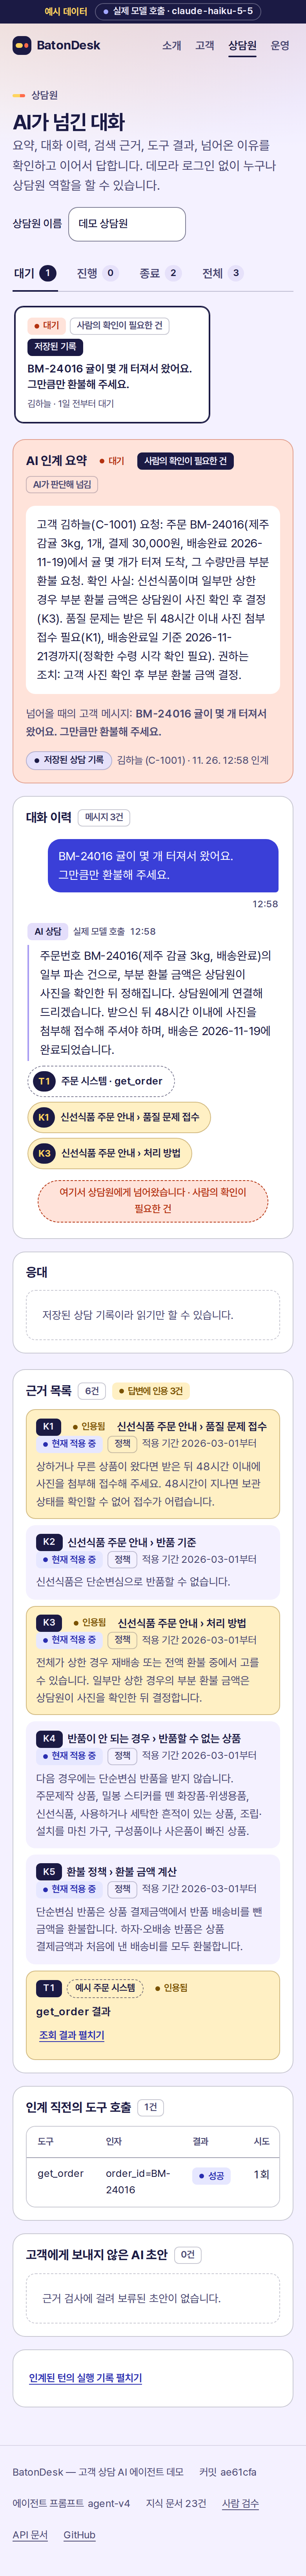 예시 데이터 실제 모델 호출 · claude-haiku-5-5
BatonDesk 소개 고객 상담원 운영
상담원
AI가 넘긴 대화
요약, 대화 이력, 검색 근거, 도구 결과, 넘어온 이유를
확인하고 이어서 답합니다. 데모라 로그인 없이 누구나
상담원 역할을 할 수 있습니다.
상담원 이름 데모 상담원
대기 1 진행 0 종료 2 전체 3
대기 사람의 확인이 필요한 건
저장된 기록
BM-24016 귤이 몇 개 터져서 왔어요.
그만큼만 환불해 주세요.
김하늘 · 1일 전부터 대기
AI 인계 요약 대기 사람의 확인이 필요한 건
AI가 판단해 넘김
고객 김하늘(C-1001) 요청: 주문 BM-24016(제주
감귤 3kg, 1개, 결제 30,000원, 배송완료 2026-
11-19)에서 귤 몇 개가 터져 도착, 그 수량만큼 부분
환불 요청. 확인 사실: 신선식품이며 일부만 상한
경우 부분 환불 금액은 상담원이 사진 확인 후 결정
(K3). 품질 문제는 받은 뒤 48시간 이내 사진 첨부
접수 필요(K1), 배송완료일 기준 2026-11-
21경까지(정확한 수령 시각 확인 필요). 권하는
조치: 고객 사진 확인 후 부분 환불 금액 결정.
넘어올 때의 고객 메시지: BM-24016 귤이 몇 개 터져서
왔어요. 그만큼만 환불해 주세요.
저장된 상담 기록 김하늘 (C-1001) · 11. 26. 12:58 인계
대화 이력 메시지 3건
BM-24016 귤이 몇 개 터져서 왔어요.
그만큼만 환불해 주세요.
12:58
AI 상담 실제 모델 호출 12:58
주문번호 BM-24016(제주 감귤 3kg, 배송완료)의
일부 파손 건으로, 부분 환불 금액은 상담원이
사진을 확인한 뒤 정해집니다. 상담원에게 연결해
드리겠습니다. 받으신 뒤 48시간 이내에 사진을
첨부해 접수해 주셔야 하며, 배송은 2026-11-19에
완료되었습니다.
T1 주문 시스템 · get_order
K1 신선식품 주문 안내 › 품질 문제 접수
K3 신선식품 주문 안내 › 처리 방법
여기서 상담원에게 넘어왔습니다 · 사람의 확인이
필요한 건
응대
저장된 상담 기록이라 읽기만 할 수 있습니다.
근거 목록 6건 답변에 인용 3건
K1 인용됨 신선식품 주문 안내 › 품질 문제 접수
현재 적용 중 정책 적용 기간 2026-03-01부터
상하거나 무른 상품이 왔다면 받은 뒤 48시간 이내에
사진을 첨부해 접수해 주세요. 48시간이 지나면 보관
상태를 확인할 수 없어 접수가 어렵습니다.
K2 신선식품 주문 안내 › 반품 기준
현재 적용 중 정책 적용 기간 2026-03-01부터
신선식품은 단순변심으로 반품할 수 없습니다.
K3 인용됨 신선식품 주문 안내 › 처리 방법
현재 적용 중 정책 적용 기간 2026-03-01부터
전체가 상한 경우 재배송 또는 전액 환불 중에서 고를
수 있습니다. 일부만 상한 경우의 부분 환불 금액은
상담원이 사진을 확인한 뒤 결정합니다.
K4 반품이 안 되는 경우 › 반품할 수 없는 상품
현재 적용 중 정책 적용 기간 2026-03-01부터
다음 경우에는 단순변심 반품을 받지 않습니다.
주문제작 상품, 밀봉 스티커를 뗀 화장품·위생용품,
신선식품, 사용하거나 세탁한 흔적이 있는 상품, 조립·
설치를 마친 가구, 구성품이나 사은품이 빠진 상품.
K5 환불 정책 › 환불 금액 계산
현재 적용 중 정책 적용 기간 2026-03-01부터
단순변심 반품은 상품 결제금액에서 반품 배송비를 뺀
금액을 환불합니다. 하자·오배송 반품은 상품
결제금액과 처음에 낸 배송비를 모두 환불합니다.
T1 예시 주문 시스템 인용됨
get_order 결과
조회 결과 펼치기
인계 직전의 도구 호출 1건
도구 인자 결과 시도
get_order order_id=BM-
24016 성공 1회
고객에게 보내지 않은 AI 초안 0건
근거 검사에 걸려 보류된 초안이 없습니다.
인계된 턴의 실행 기록 펼치기
BatonDesk — 고객 상담 AI 에이전트 데모 커밋 ae61cfa
에이전트 프롬프트 agent-v4 지식 문서 23건 사람 검수
API 문서 GitHub